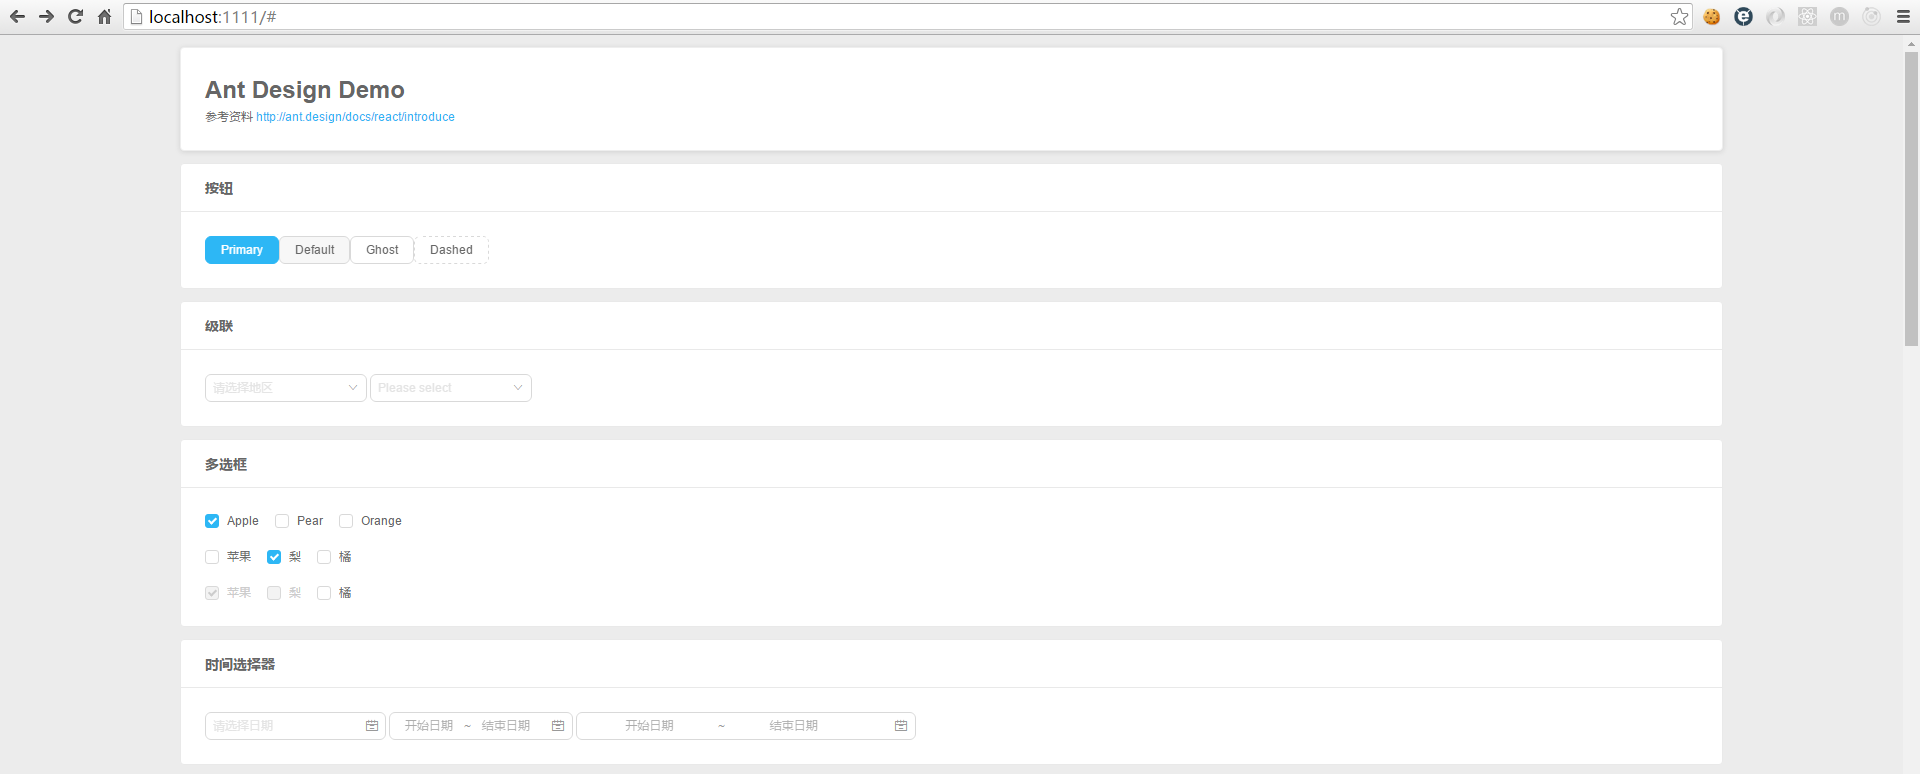 localhost:1111/#
Ant Design Demo
参考资料 http://ant.design/docs/react/introduce
按钮
Primary Default Ghost Dashed
级联
请选择地区 Please select
多选框
Apple Pear Orange
苹果 梨 橘
苹果 梨 橘
时间选择器
请选择日期 开始日期 ~ 结束日期 开始日期 ~ 结束日期